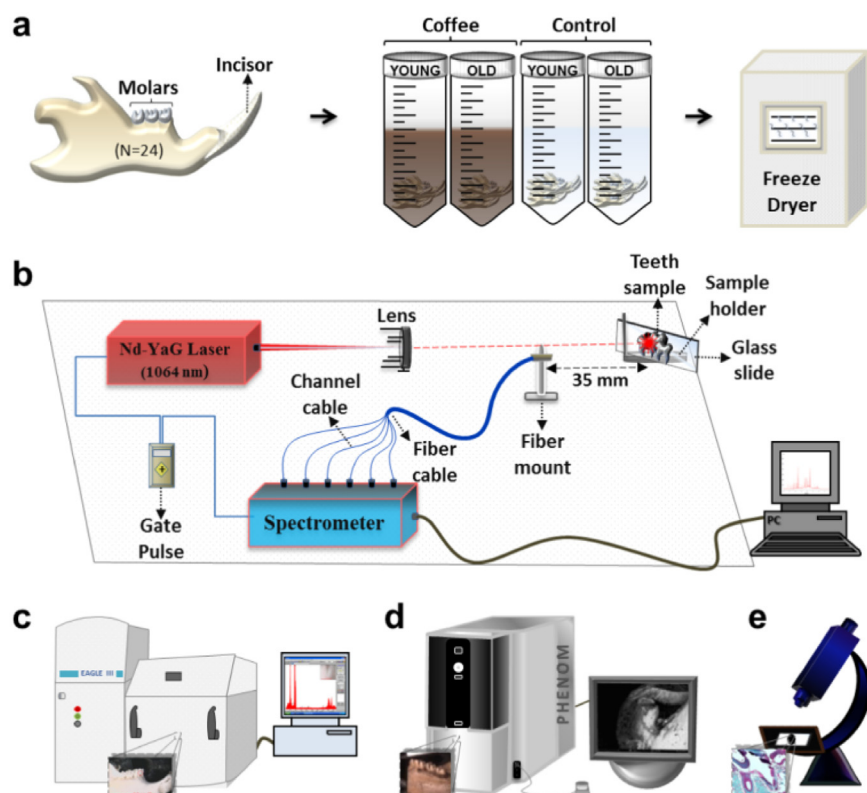 a
Coffee
Control
Incisor
Molars
(N=24)
YOUNG
OLD
YOUNG
OLD
Freeze
Dryer
b
Teeth
sample
Sample
holder
Lens
Nd-YaG Laser
(1064 nm)
Glass
slide
35 mm
Channel
cable
Fiber
cable
Fiber
mount
Gate
Pulse
Spectrometer
PC
c
EAGLE III
d
PHENOM
e